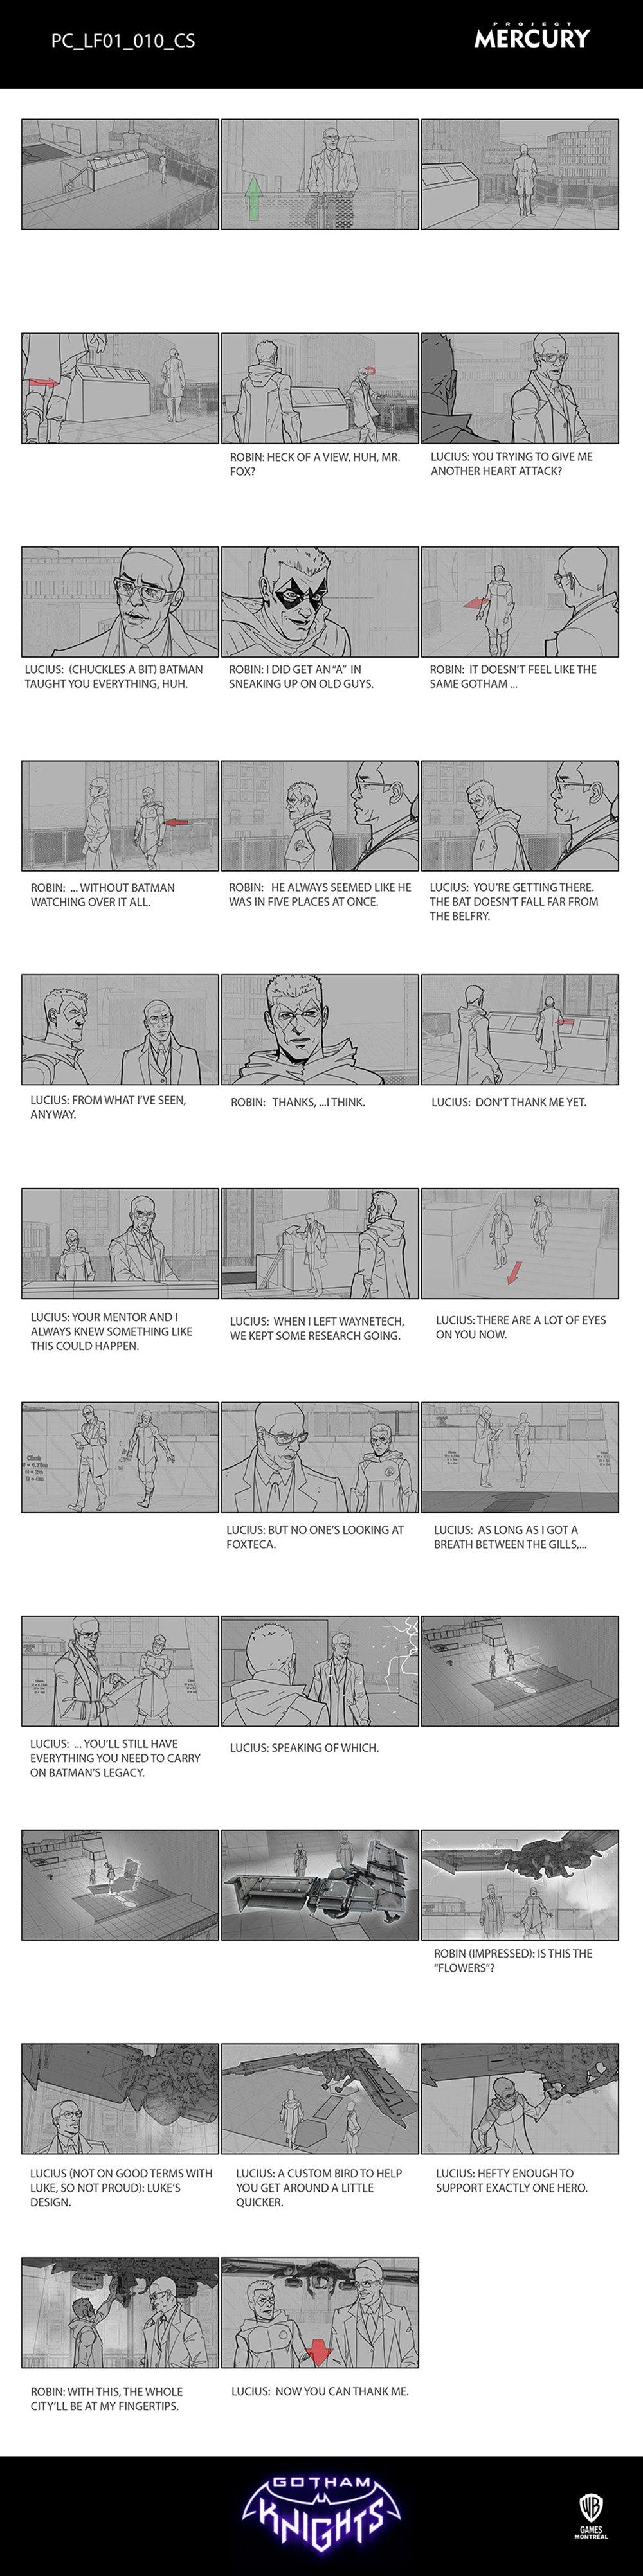 PC_LF01_010_CS
PROJECT
MERCURY
ROBIN: HECK OF A VIEW, HUH, MR.
FOX?
LUCIUS: YOU TRYING TO GIVE ME
ANOTHER HEART ATTACK?
LUCIUS: (CHUCKLES A BIT) BATMAN
TAUGHT YOU EVERYTHING, HUH.
ROBIN: I DID GET AN “A” IN
SNEAKING UP ON OLD GUYS.
ROBIN: IT DOESN’T FEEL LIKE THE
SAME GOTHAM ...
ROBIN: ... WITHOUT BATMAN
WATCHING OVER IT ALL.
ROBIN: HE ALWAYS SEEMED LIKE HE
WAS IN FIVE PLACES AT ONCE.
LUCIUS: YOU’RE GETTING THERE.
THE BAT DOESN’T FALL FAR FROM
THE BELFRY.
LUCIUS: FROM WHAT I’VE SEEN,
ANYWAY.
ROBIN: THANKS, ...I THINK.
LUCIUS: DON’T THANK ME YET.
LUCIUS: YOUR MENTOR AND I
ALWAYS KNEW SOMETHING LIKE
THIS COULD HAPPEN.
LUCIUS: WHEN I LEFT WAYNETECH,
WE KEPT SOME RESEARCH GOING.
LUCIUS: THERE ARE A LOT OF EYES
ON YOU NOW.
LUCIUS: BUT NO ONE’S LOOKING AT
FOXTECA.
LUCIUS: AS LONG AS I GOT A
BREATH BETWEEN THE GILLS,...
LUCIUS: ... YOU’LL STILL HAVE
EVERYTHING YOU NEED TO CARRY
ON BATMAN’S LEGACY.
LUCIUS: SPEAKING OF WHICH.
ROBIN (IMPRESSED): IS THIS THE
“FLOWERS”?
LUCIUS (NOT ON GOOD TERMS WITH
LUKE, SO NOT PROUD): LUKE’S
DESIGN.
LUCIUS: A CUSTOM BIRD TO HELP
YOU GET AROUND A LITTLE
QUICKER.
LUCIUS: HEFTY ENOUGH TO
SUPPORT EXACTLY ONE HERO.
ROBIN: WITH THIS, THE WHOLE
CITY’LL BE AT MY FINGERTIPS.
LUCIUS: NOW YOU CAN THANK ME.
GOTHAM
KNIGHTS
WB
GAMES
MONTRÉAL